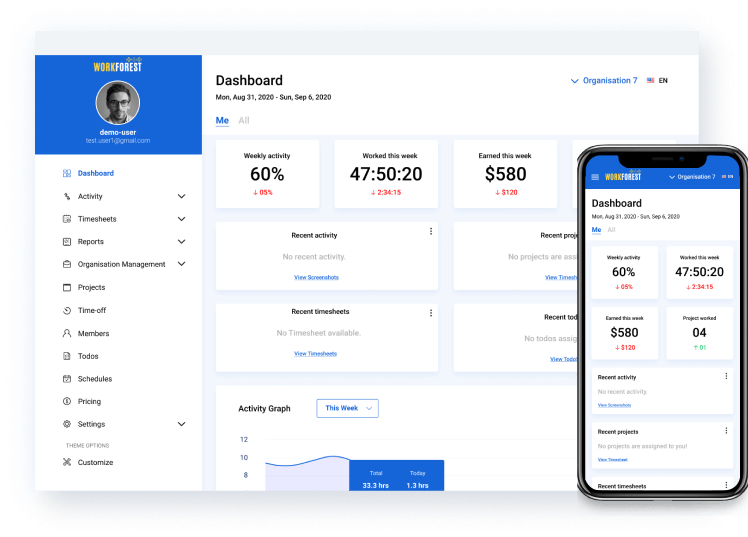 WORKFOREST
demo-user
test.user1@gmail.com
Dashboard
Activity
Timesheets
Reports
Organisation Management
Projects
Time-off
Members
Todos
Schedules
Pricing
Settings
THEME OPTIONS
Customize
Dashboard
Organisation 7 EN
Mon, Aug 31, 2020 - Sun, Sep 6, 2020
Me All
Weekly activity
60%
↓ 05%
Worked this week
47:50:20
↓ 2:34:15
Earned this week
$580
↓ $120
Recent activity
No recent activity.
View Screenshots
Recent proje
No projects are ass
View Timesh
Recent timesheets
No Timesheet available.
View Timesheets
Recent tod
No todos assig
View Todo
Activity Graph This Week
12
10
8
Total Today
33.3 hrs 1.3 hrs
WORKFOREST Organisation 7 EN
Dashboard
Mon, Aug 31, 2020 - Sun, Sep 6, 2020
Me All
Weekly activity
60%
↓ 05%
Worked this week
47:50:20
↓ 2:34:15
Earned this week
$580
↓ $120
Project worked
04
↑ 01
Recent activity
No recent activity.
View Screenshots
Recent projects
No projects are assigned to you!
View Timesheet
Recent timesheets